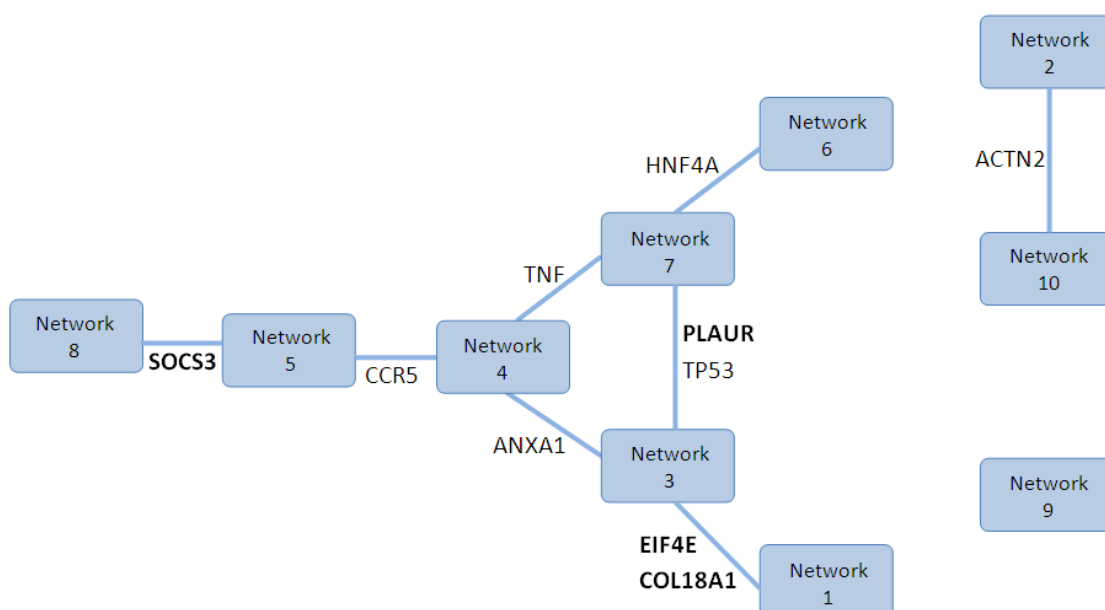 Network
2
Network
6
HNF4A
ACTN2
Network
7
Network
10
TNF
Network
8
SOCS3
Network
5
CCR5
Network
4
PLAUR
TP53
ANXA1
Network
3
Network
9
EIF4E
COL18A1
Network
1